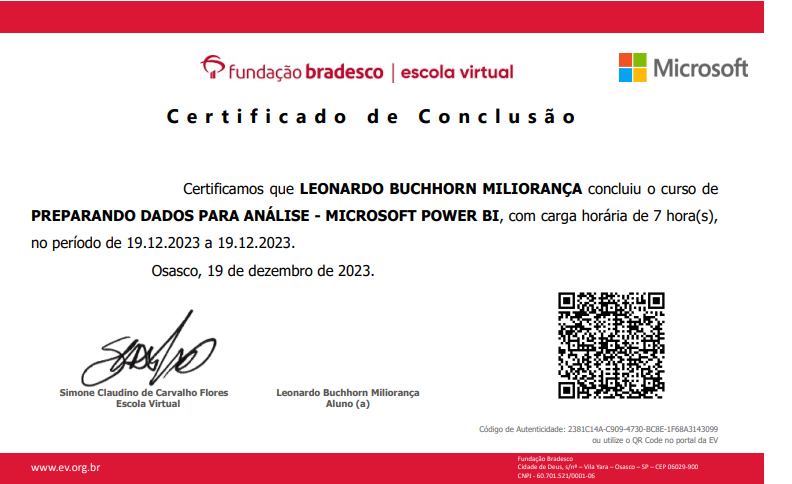 fundação bradesco | escola virtual
Microsoft
Certificado de Conclusão
Certificamos que LEONARDO BUCHHORN MILIORANÇA concluiu o curso de
PREPARANDO DADOS PARA ANÁLISE - MICROSOFT POWER BI, com carga horária de 7 hora(s),
no período de 19.12.2023 a 19.12.2023.
Osasco, 19 de dezembro de 2023.
Simone Claudino de Carvalho Flores
Escola Virtual
Leonardo Buchhorn Miliorança
Aluno (a)
Código de Autenticidade: 2381C14A-C909-4730-BC8E-1F68A3143099
ou utilize o QR Code no portal da EV
www.ev.org.br
Fundação Bradesco
Cidade de Deus, s/nº – Vila Yara – Osasco – SP – CEP 06029-900
CNPJ - 60.701.521/0001-06